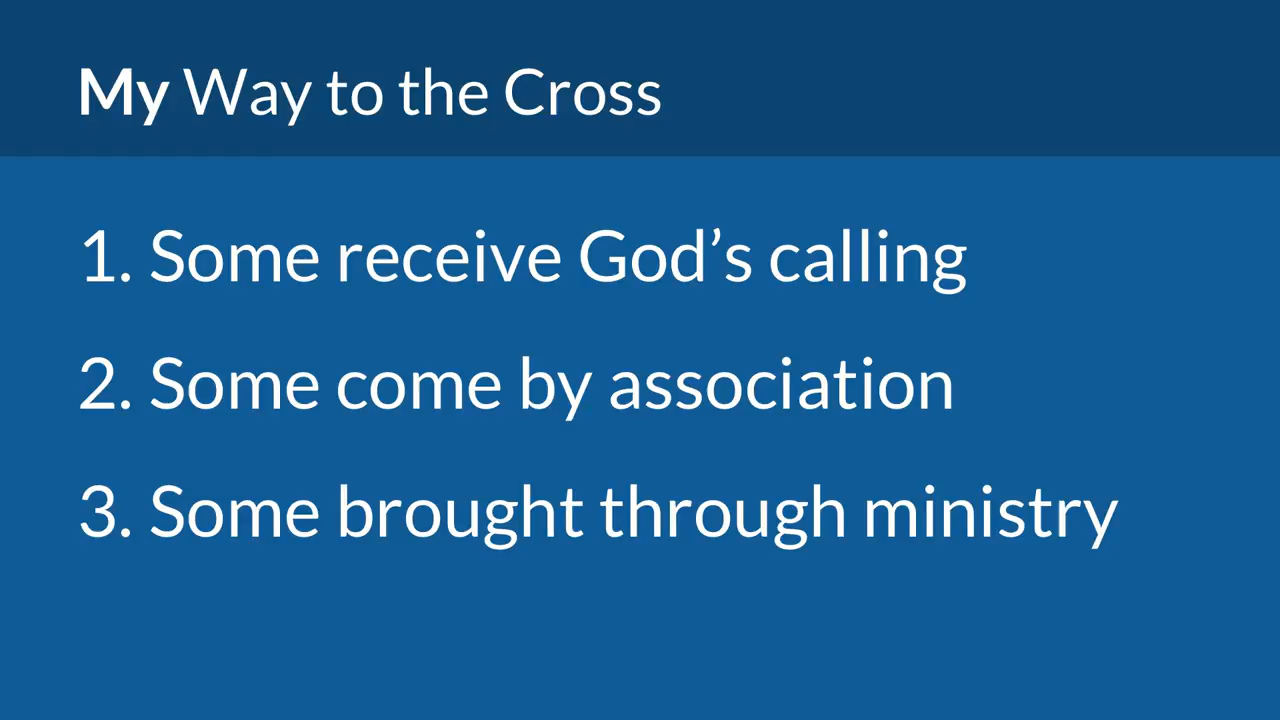 My Way to the Cross
1. Some receive God’s calling
2. Some come by association
3. Some brought through ministry